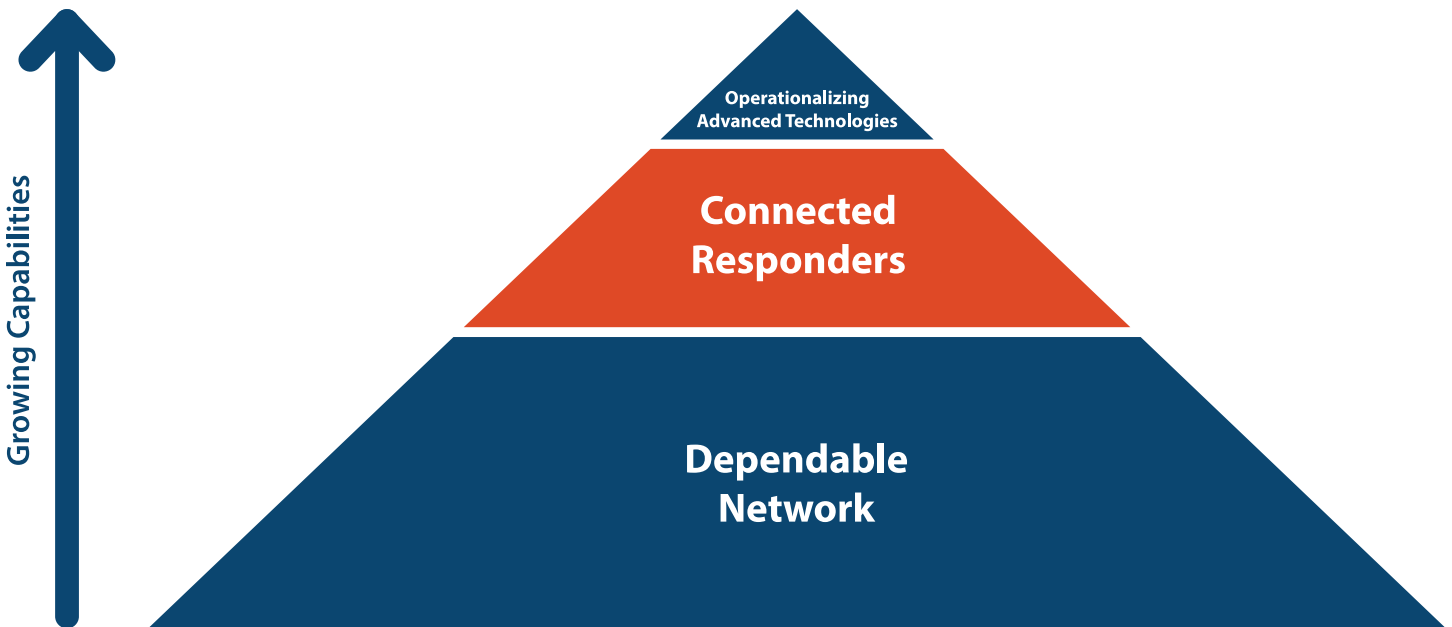 Growing Capabilities
Operationalizing
Advanced Technologies
Connected
Responders
Dependable
Network